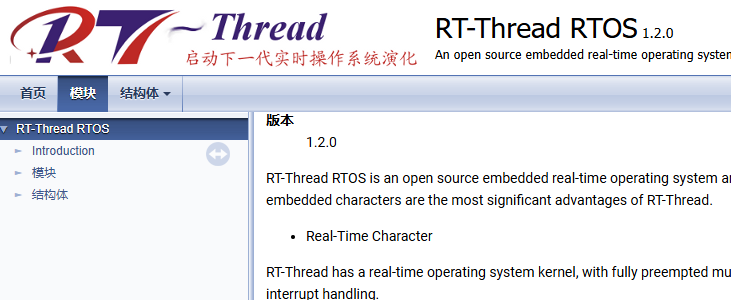 RT-Thread
启动下一代实时操作系统演化
RT-Thread RTOS 1.2.0
An open source embedded real-time operating system
首页 模块 结构体
RT-Thread RTOS
Introduction
模块
结构体
版本
1.2.0
RT-Thread RTOS is an open source embedded real-time operating system
embedded characters are the most significant advantages of RT-Thread.
• Real-Time Character
RT-Thread has a real-time operating system kernel, with fully preempted
interrupt handling.